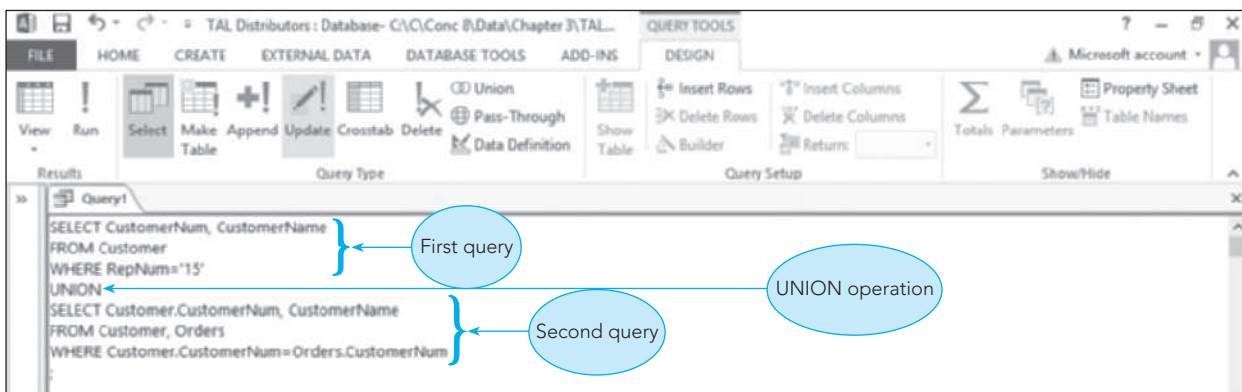 TAL Distributors : Database- C:\C\Conc 8\Data\Chapter 3\TAL... QUERY TOOLS ?
FILE HOME CREATE EXTERNAL DATA DATABASE TOOLS ADD-INS DESIGN Microsoft account
View Run Select Make Table Append Update Crosstab Delete
Union
Pass-Through
Data Definition
Show Table
Insert Rows
Delete Rows
Builder
Insert Columns
Delete Columns
Return:
Totals Parameters
Property Sheet
Table Names
Results Query Type Query Setup Show/Hide
Query1
SELECT CustomerNum, CustomerName
FROM Customer
WHERE RepNum='15'
UNION
SELECT Customer.CustomerNum, CustomerName
FROM Customer, Orders
WHERE Customer.CustomerNum=Orders.CustomerNum
;
First query
UNION operation
Second query